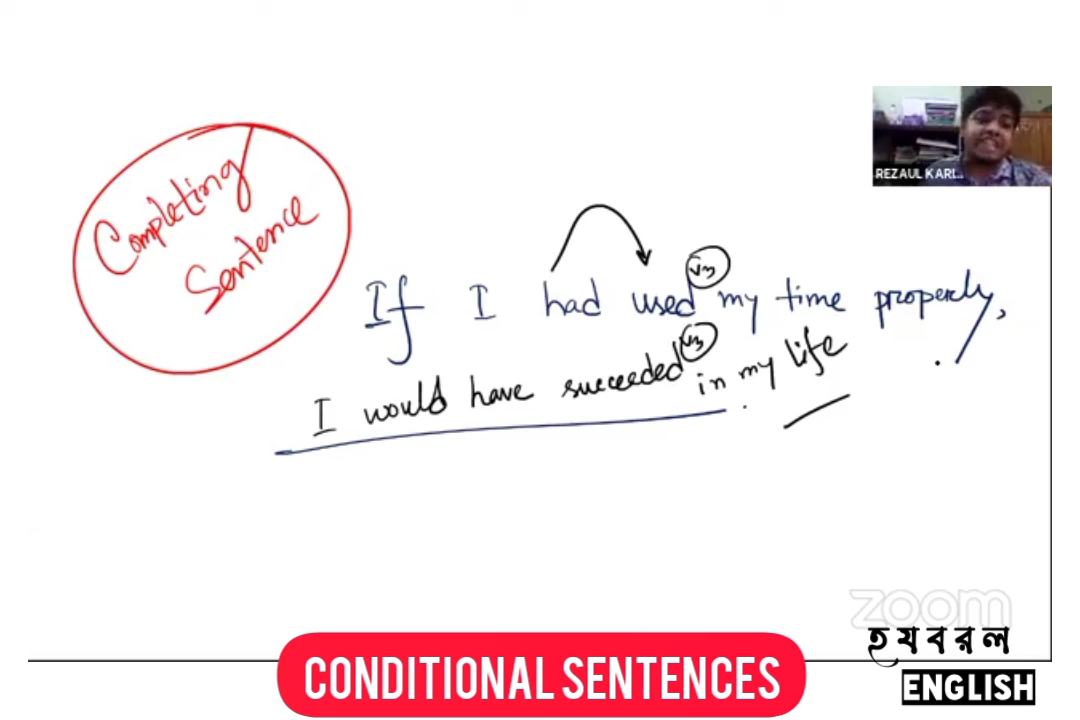 Completing
Sentence
REZAUL KARI...
If I had used v3 my time properly,
I would have succeeded v3 in my life
zoom
হযবরল
ENGLISH
CONDITIONAL SENTENCES